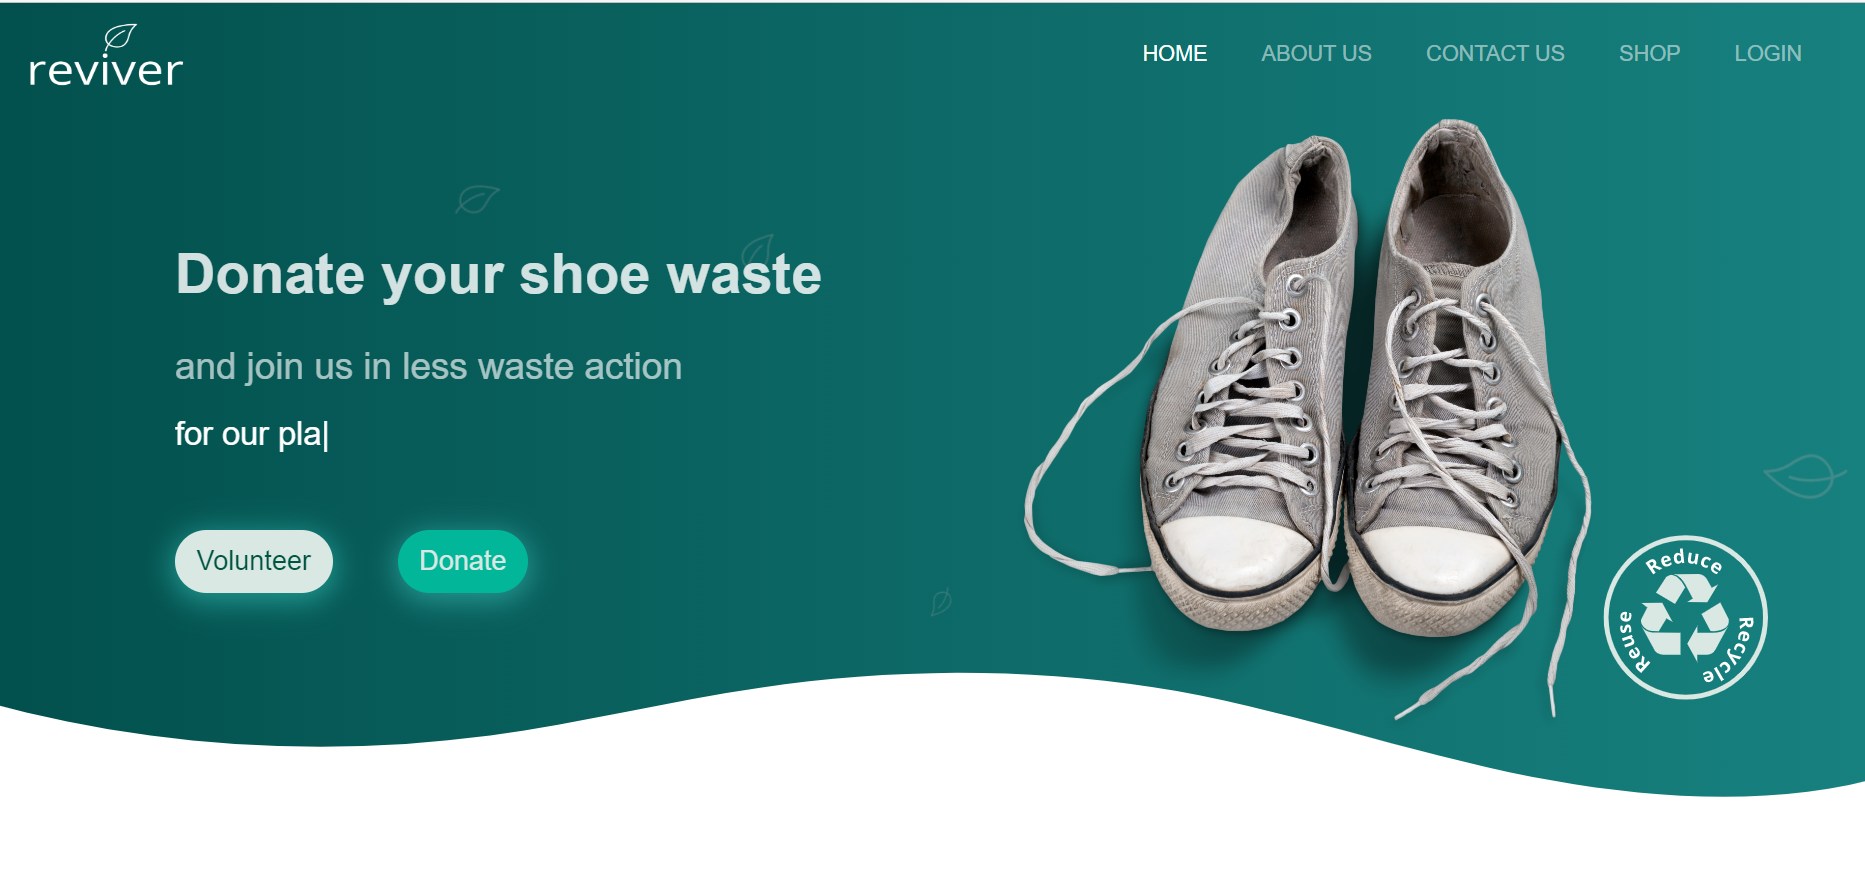 reviver
HOME ABOUT US CONTACT US SHOP LOGIN
Donate your shoe waste
and join us in less waste action
for our pla|
Volunteer Donate
Reduce
Reuse
Recycle